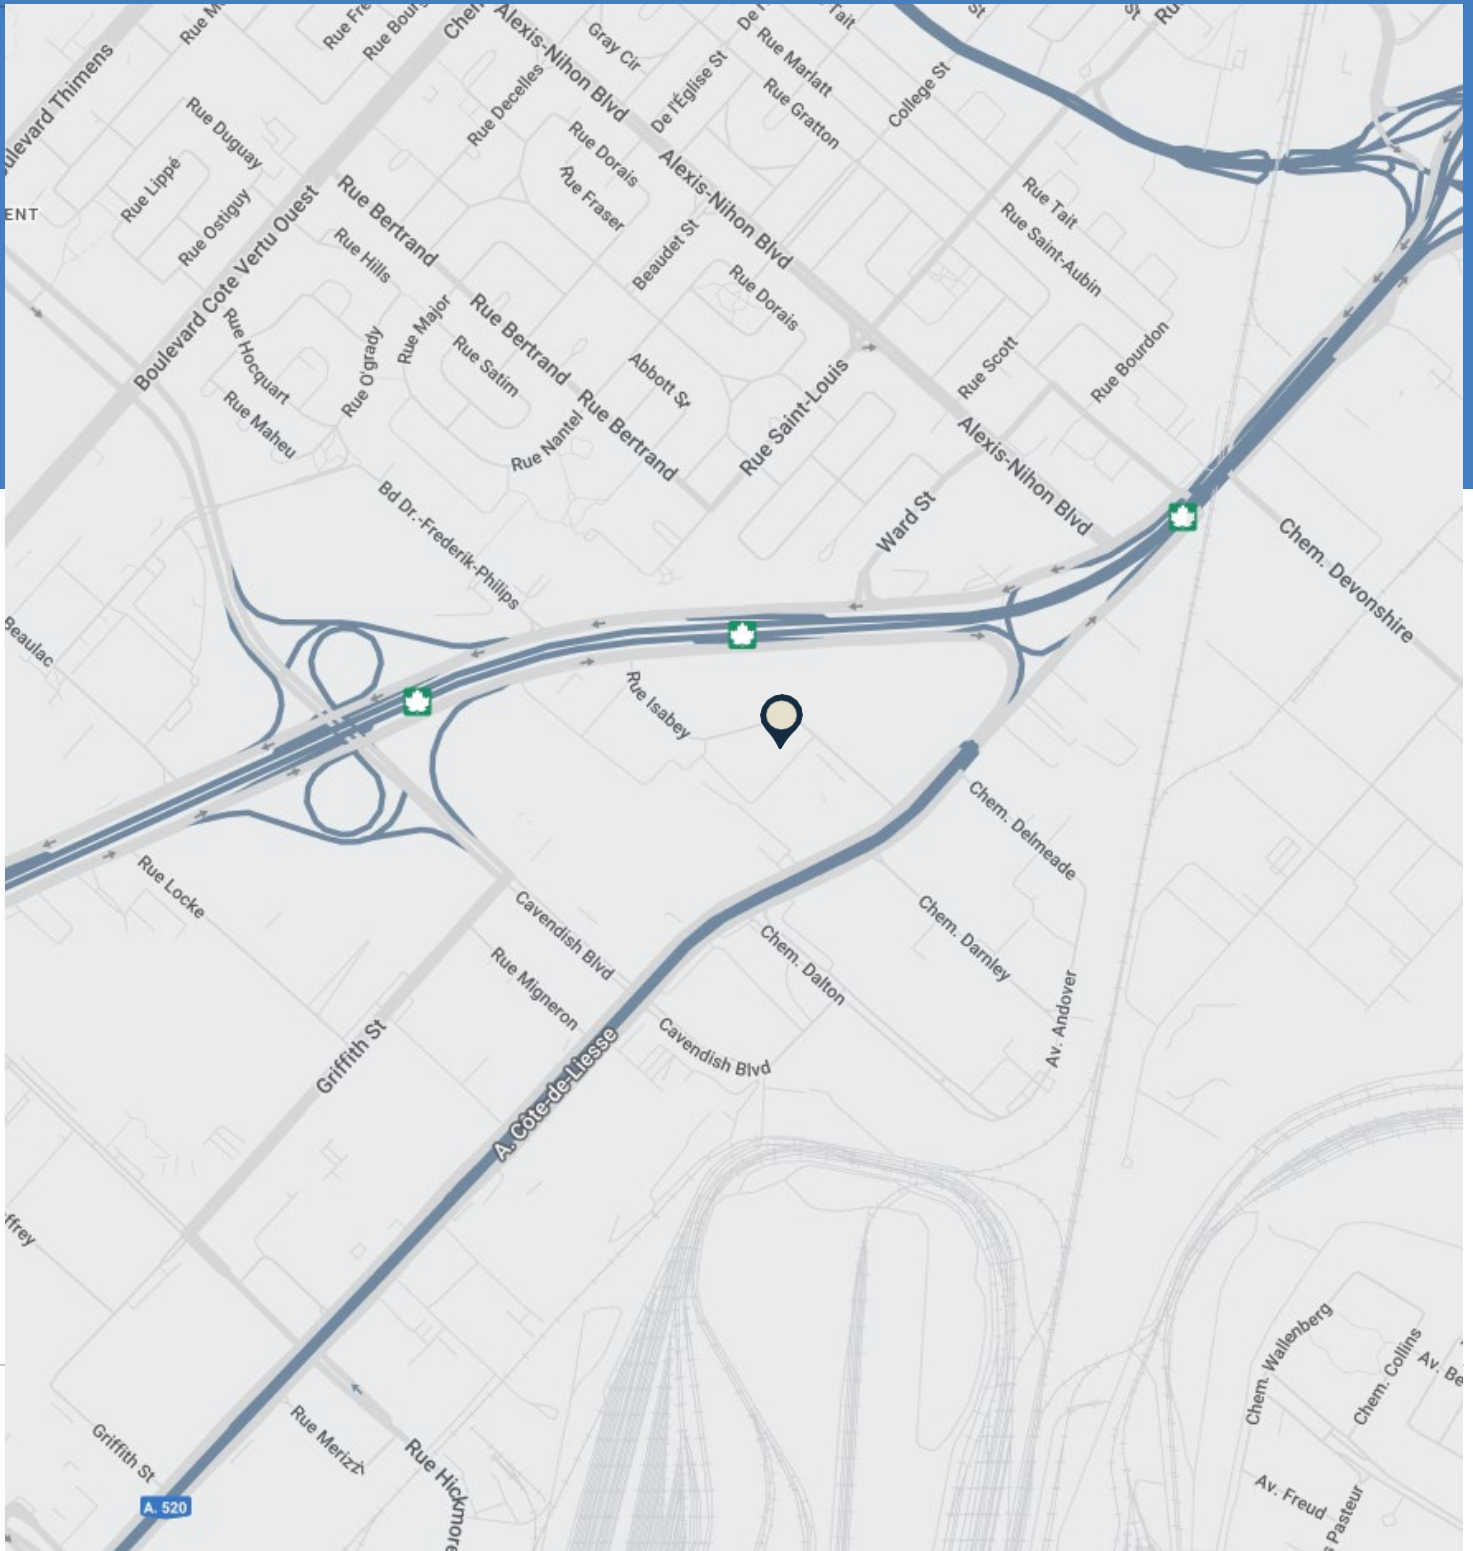 Alexis-Nihon Blvd
Gray Cir
Rue Marlatt
College St
Rue Decelles
De l'Église St
Rue Gratton
Rue Duguay
Rue Lippé
Rue Ostiguy
Rue Dorais
Rue Fraser
Alexis-Nihon Blvd
Rue Bertrand
Boulevard Cote Vertu Ouest
Rue Hills
Beaudet St
Rue Dorais
Rue Tait
Rue Saint-Aubin
Rue Hocquart
Rue O'grady
Rue Major
Rue Bertrand
Rue Satim
Abbott St
Rue Saint-Louis
Rue Scott
Rue Bourdon
Rue Maheu
Rue Nantel
Rue Bertrand
Alexis-Nihon Blvd
Bd Dr.-Frederik-Philips
Ward St
Chem. Devonshire
Beaulac
Rue Isabey
Chem. Delmeade
Rue Locke
Cavendish Blvd
Chem. Darnley
Chem. Dalton
Rue Migneron
Av. Andover
Cavendish Blvd
Griffith St
A. Côte-de-Liesse
Chem. Wallenberg
Chem. Collins
Griffith St
Rue Hickmore
Av. Freud
Pasteur
A. 520